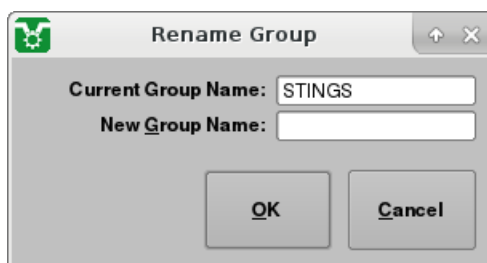 Rename Group
Current Group Name: STINGS
New Group Name:
OK
Cancel